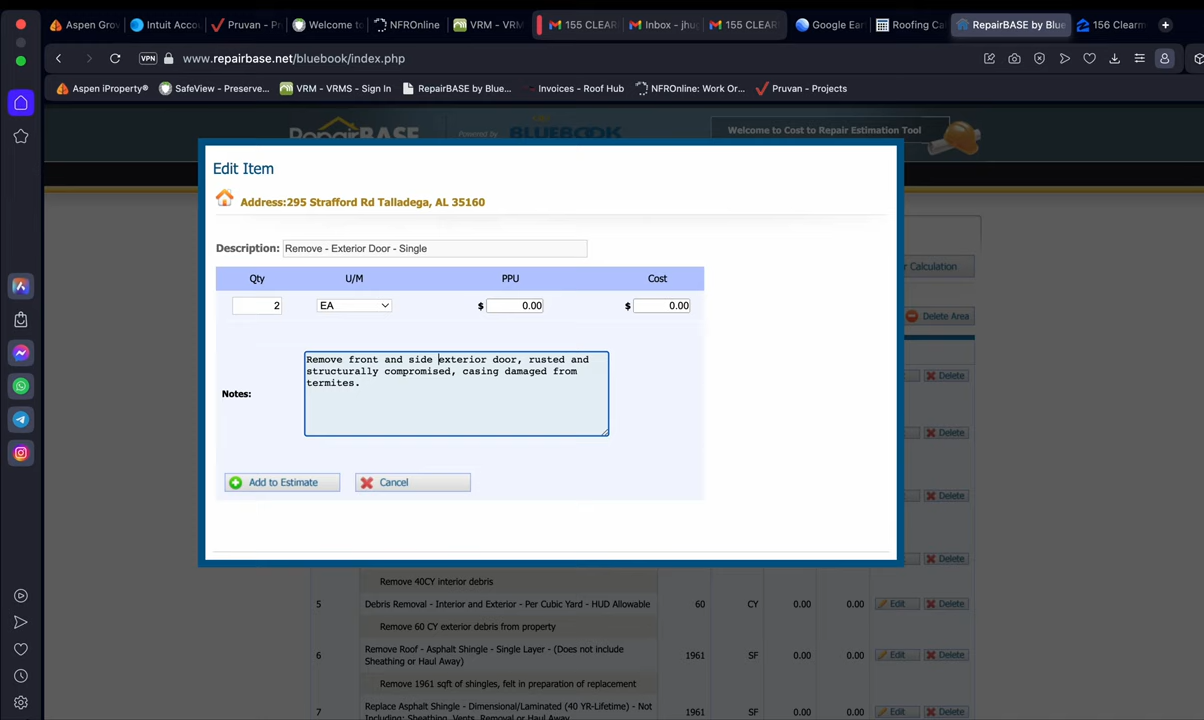 Aspen Grov
Intuit Acco
Pruvan - P
Welcome to
NFROnline
VRM - VRM
155 CLEAR
Inbox - jhu
155 CLEAR
Google Ear
Roofing Ca
RepairBASE by Blue
156 Clearm
VPN
www.repairbase.net/bluebook/index.php
Aspen iProperty®
SafeView - Preserve...
VRM - VRMS - Sign In
RepairBASE by Blue...
Invoices - Roof Hub
NFROnline: Work Or...
Pruvan - Projects
RepairBASE
Powered by
BLUEBOOK
Welcome to Cost to Repair Estimation Tool
Edit Item
Address:295 Strafford Rd Talladega, AL 35160
Calculation
Description: Remove - Exterior Door - Single
Qty U/M PPU Cost
2 EA $ 0.00 $ 0.00
Delete Area
Remove front and side exterior door, rusted and
structurally compromised, casing damaged from
termites.
Notes:
Delete
Delete
Delete
Delete
Add to Estimate
Cancel
Remove 40CY interior debris
5 Debris Removal - Interior and Exterior - Per Cubic Yard - HUD Allowable 60 CY 0.00 0.00 Edit Delete
Remove 60 CY exterior debris from property
Remove Roof - Asphalt Shingle - Single Layer - (Does not include
6 Sheathing or Haul Away) 1961 SF 0.00 0.00 Edit Delete
Remove 1961 sqft of shingles, felt in preparation of replacement
Replace Asphalt Shingle - Dimensional/Laminated (40 YR-Lifetime) - Not
7 Including: Sheathing, Vents, Removal or Haul Away 1961 SF 0.00 0.00 Edit Delete